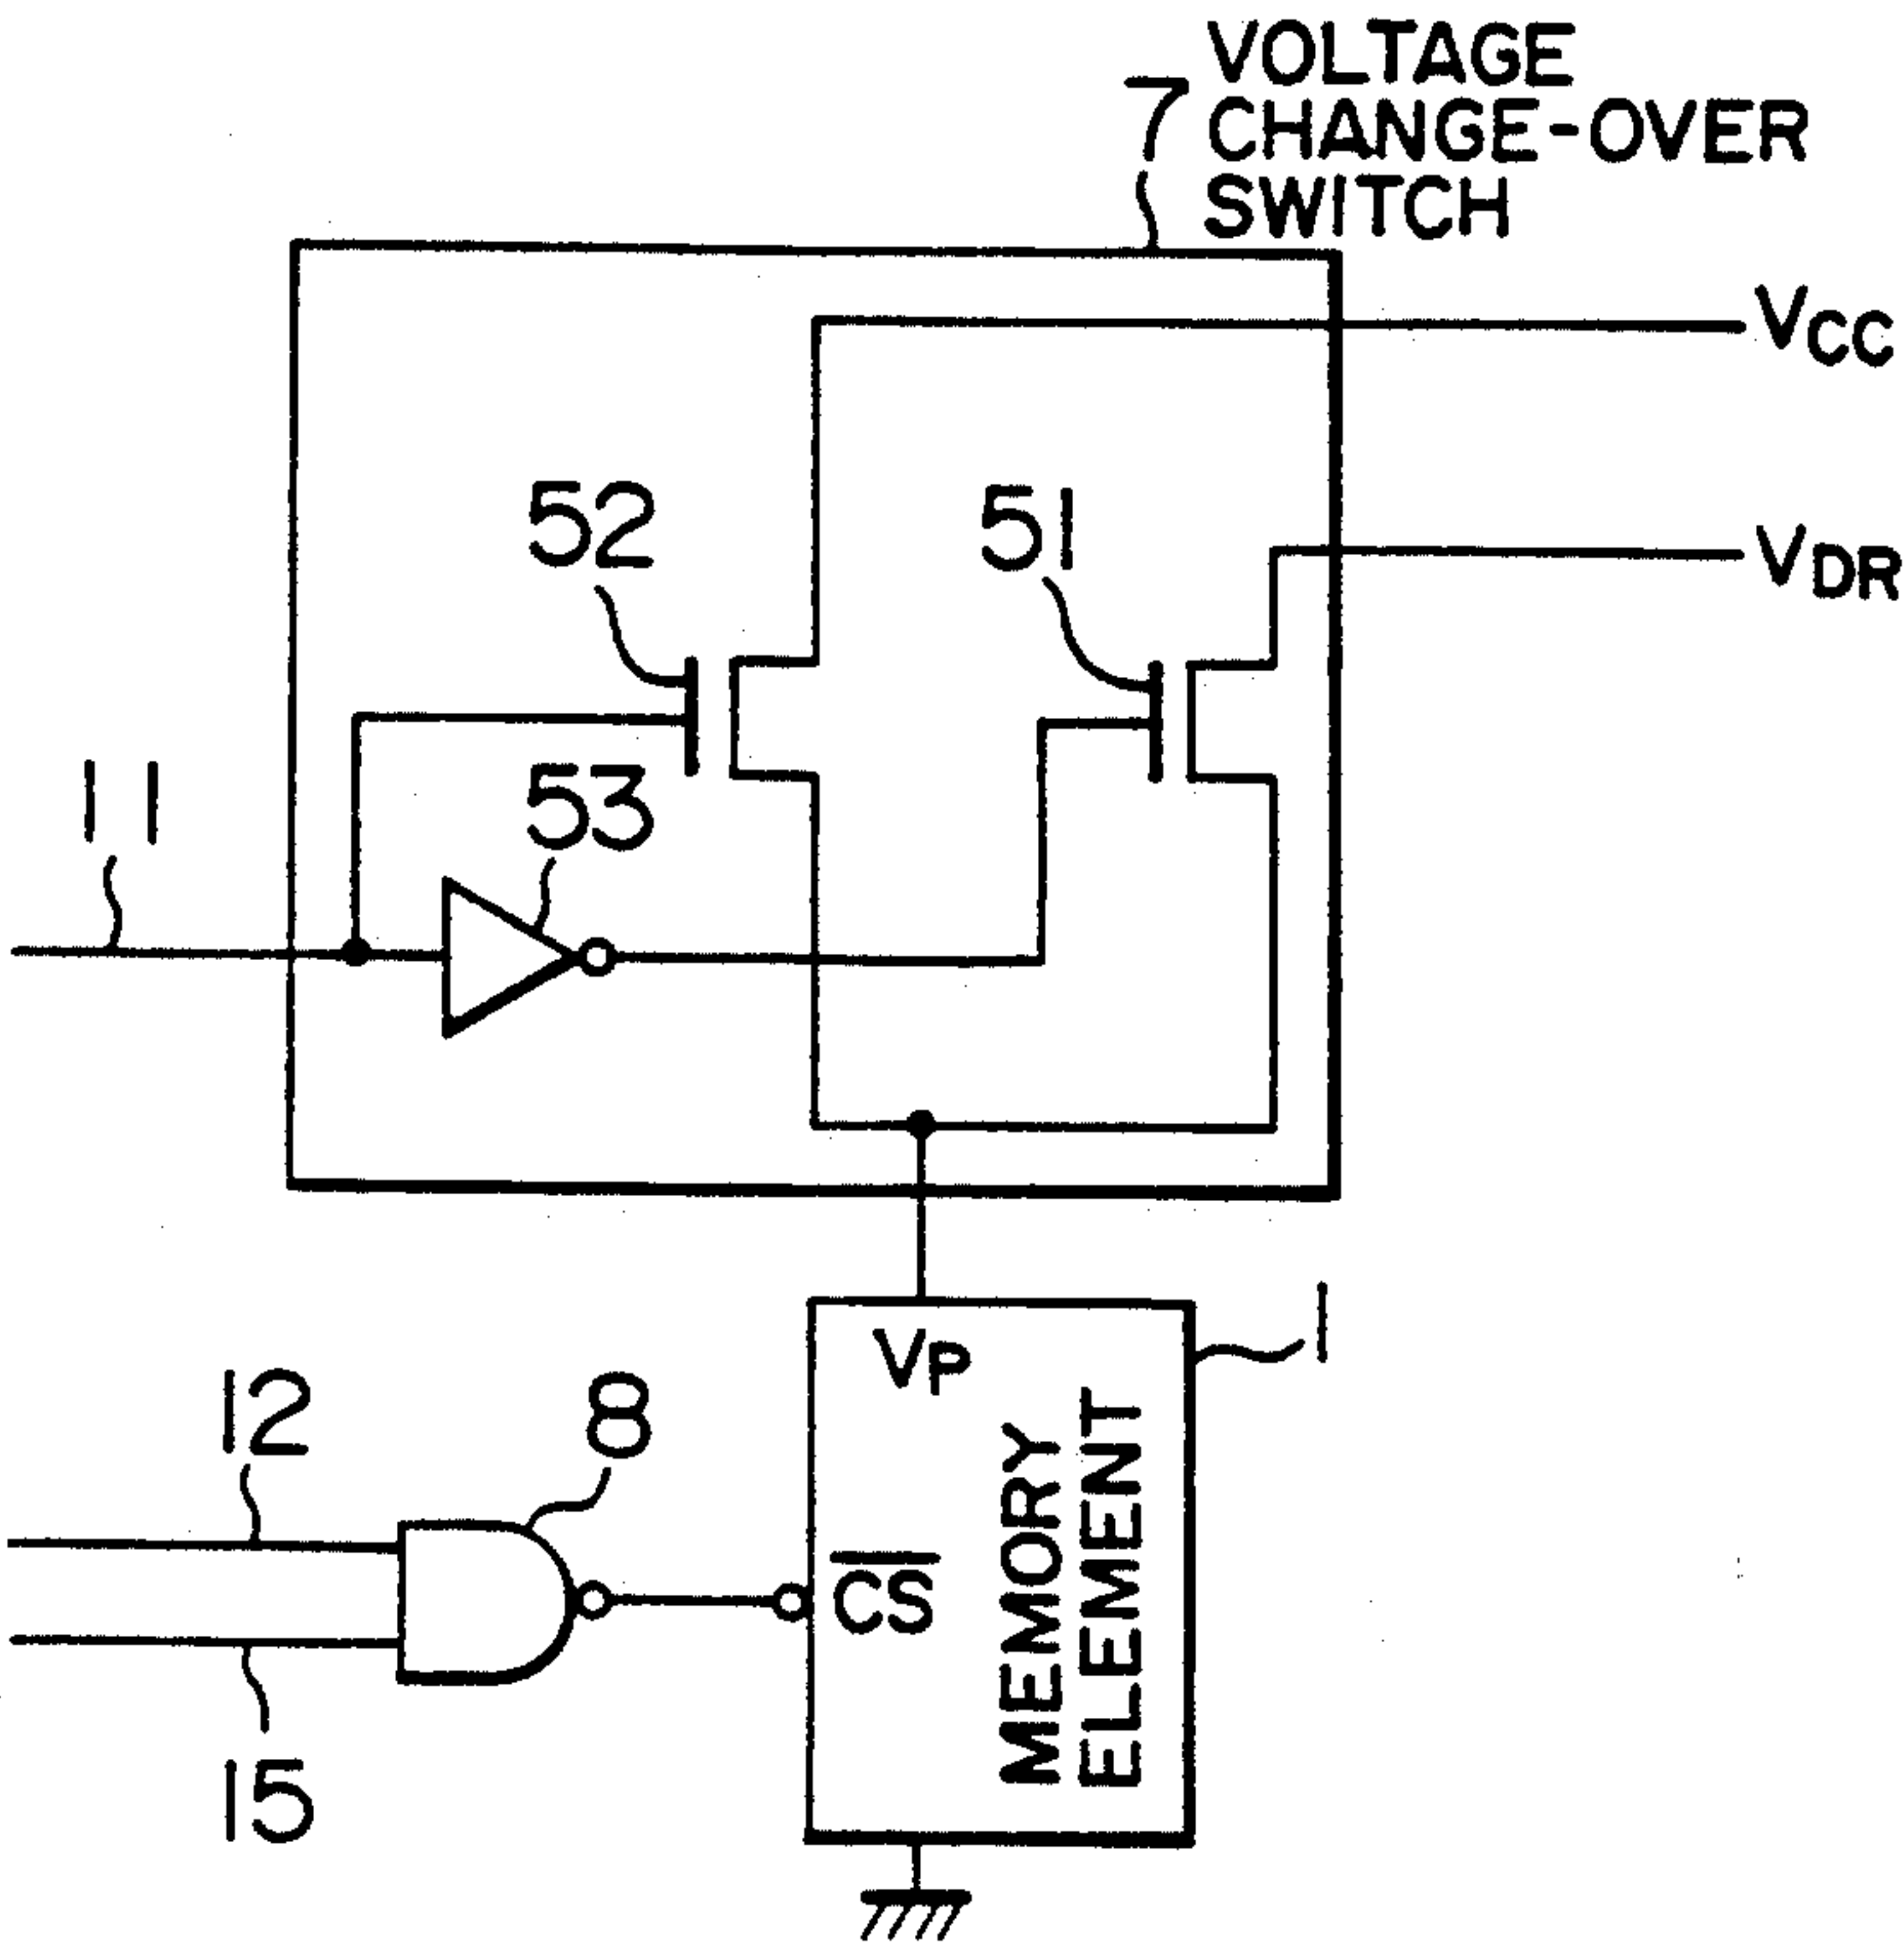 7
VOLTAGE
CHANGE-OVER
SWITCH
VCC
VDR
52
51
11
53
1
VP
12
8
CS
MEMORY
ELEMENT
15